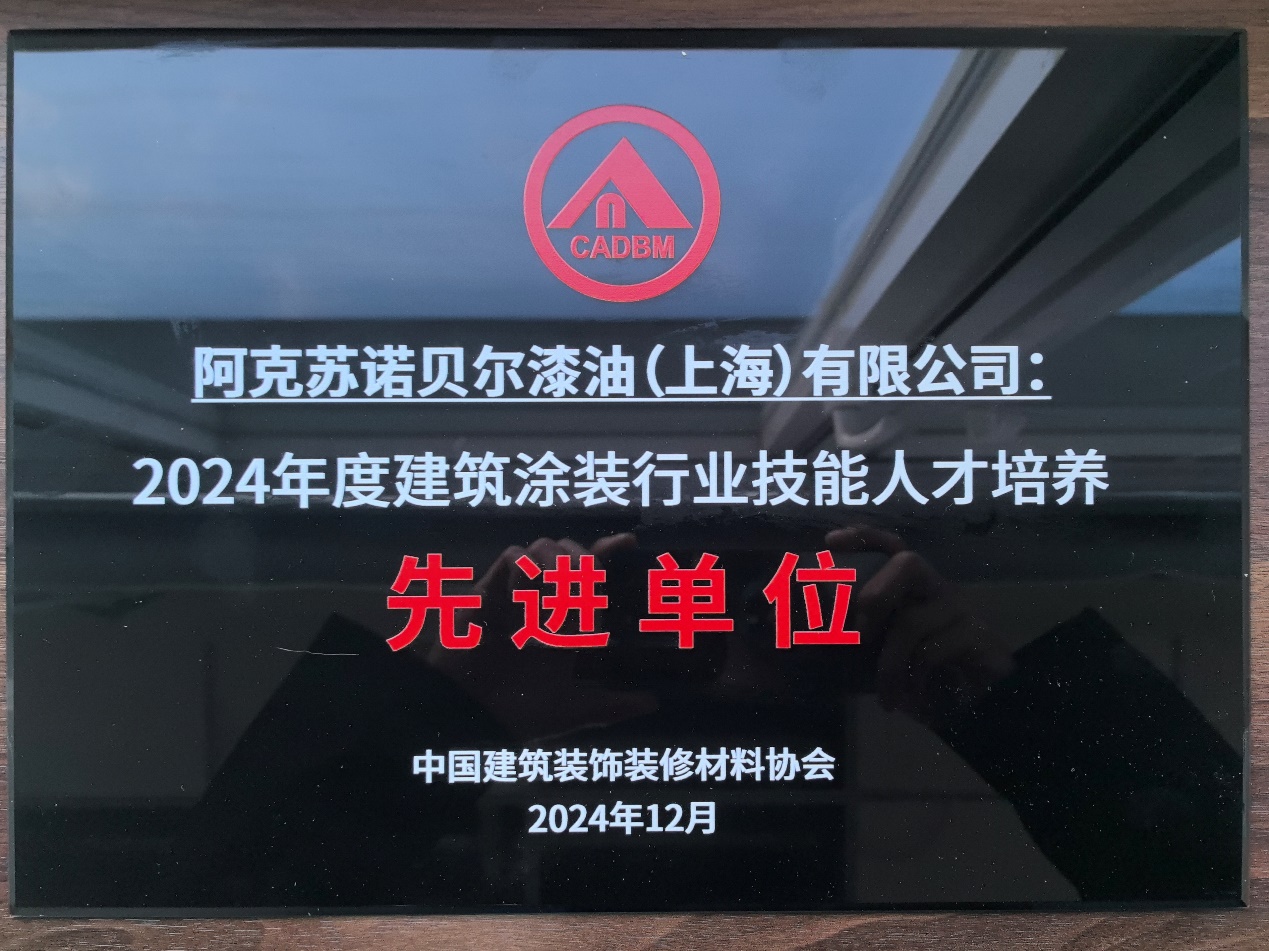 CADBM
阿克苏诺贝尔漆油(上海)有限公司:
2024年度建筑涂装行业技能人才培养
先进单位
中国建筑装饰装修材料协会
2024年12月